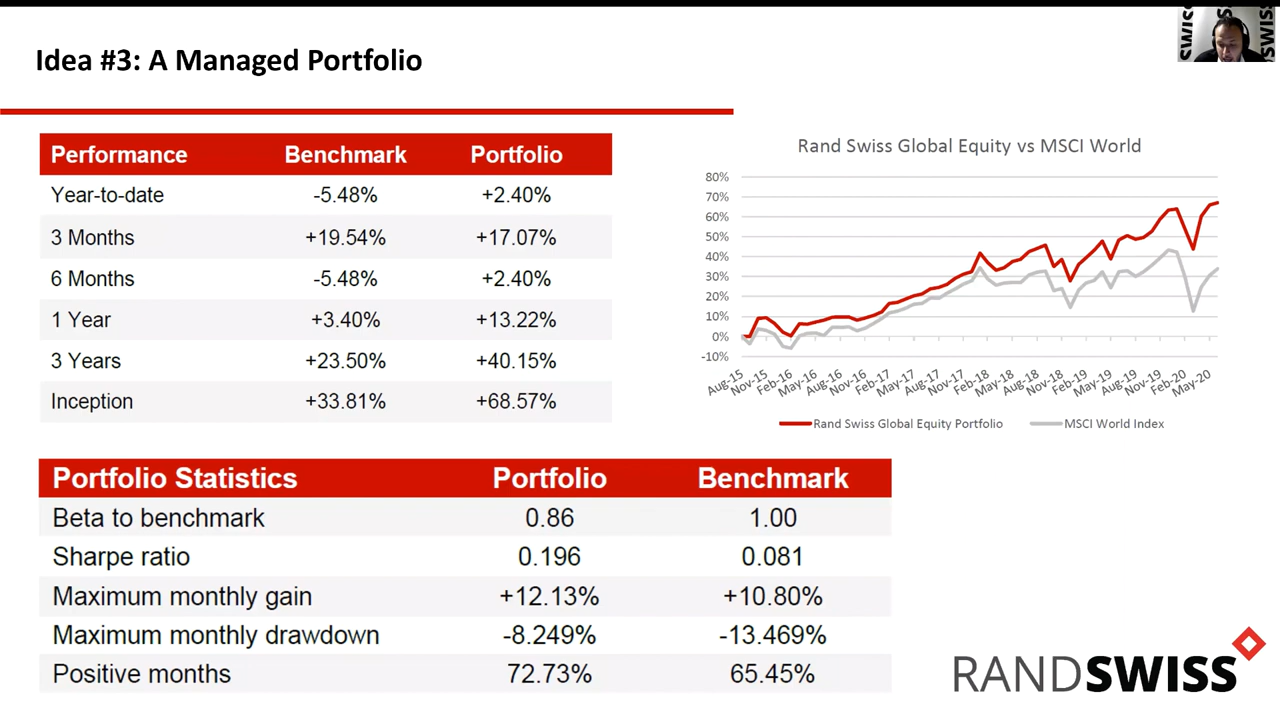 Idea #3: A Managed Portfolio
SWISS
SWISS
Performance Benchmark Portfolio
Year-to-date -5.48% +2.40%
3 Months +19.54% +17.07%
6 Months -5.48% +2.40%
1 Year +3.40% +13.22%
3 Years +23.50% +40.15%
Inception +33.81% +68.57%
Rand Swiss Global Equity vs MSCI World
80%
70%
60%
50%
40%
30%
20%
10%
0%
-10%
Aug-15 Nov-15 Feb-16 May-16 Aug-16 Nov-16 Feb-17 May-17 Aug-17 Nov-17 Feb-18 May-18 Aug-18 Nov-18 Feb-19 May-19 Aug-19 Nov-19 Feb-20 May-20
Rand Swiss Global Equity Portfolio MSCI World Index
Portfolio Statistics Portfolio Benchmark
Beta to benchmark 0.86 1.00
Sharpe ratio 0.196 0.081
Maximum monthly gain +12.13% +10.80%
Maximum monthly drawdown -8.249% -13.469%
Positive months 72.73% 65.45%
RANDSWISS